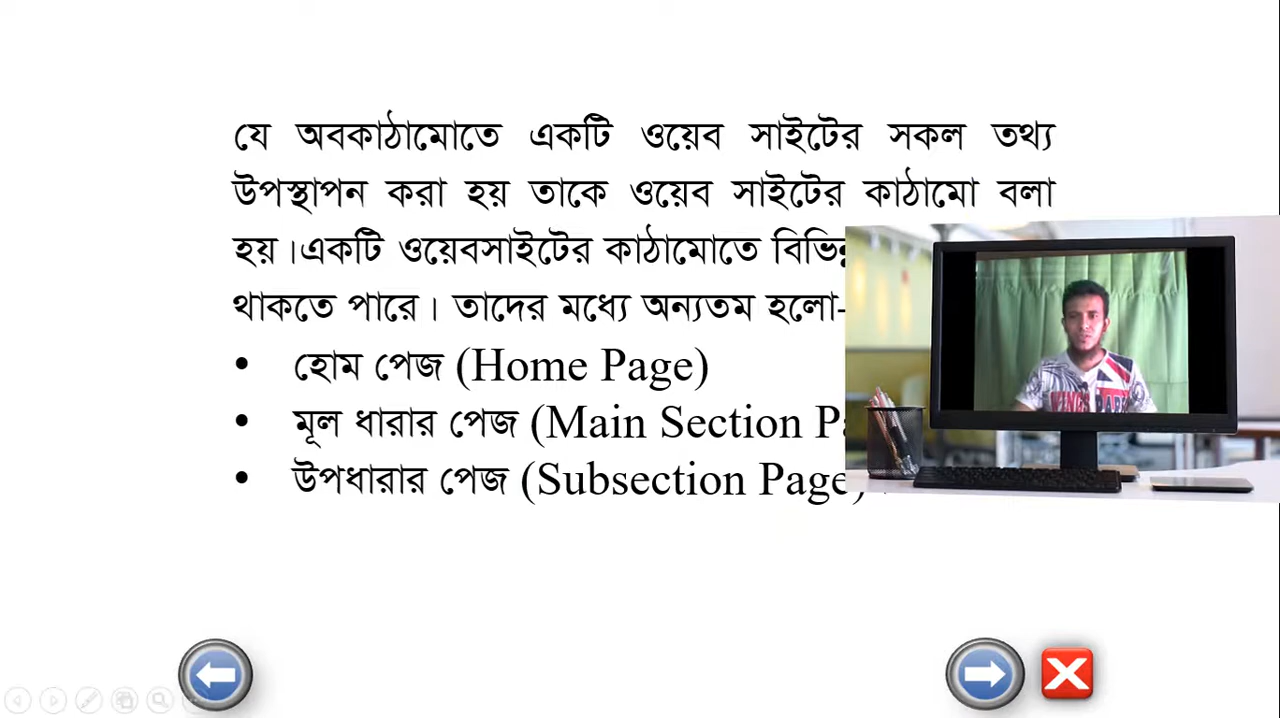 যে অবকাঠামোতে একটি ওয়েব সাইটের সকল তথ্য
উপস্থাপন করা হয় তাকে ওয়েব সাইটের কাঠামো বলা
হয়।একটি ওয়েবসাইটের কাঠামোতে
থাকতে পারে। তাদের মধ্যে অন্যতম হলো-
• হোম পেজ (Home Page)
• মূল ধারার পেজ (Main Section
• উপধারার পেজ (Subsection Page)